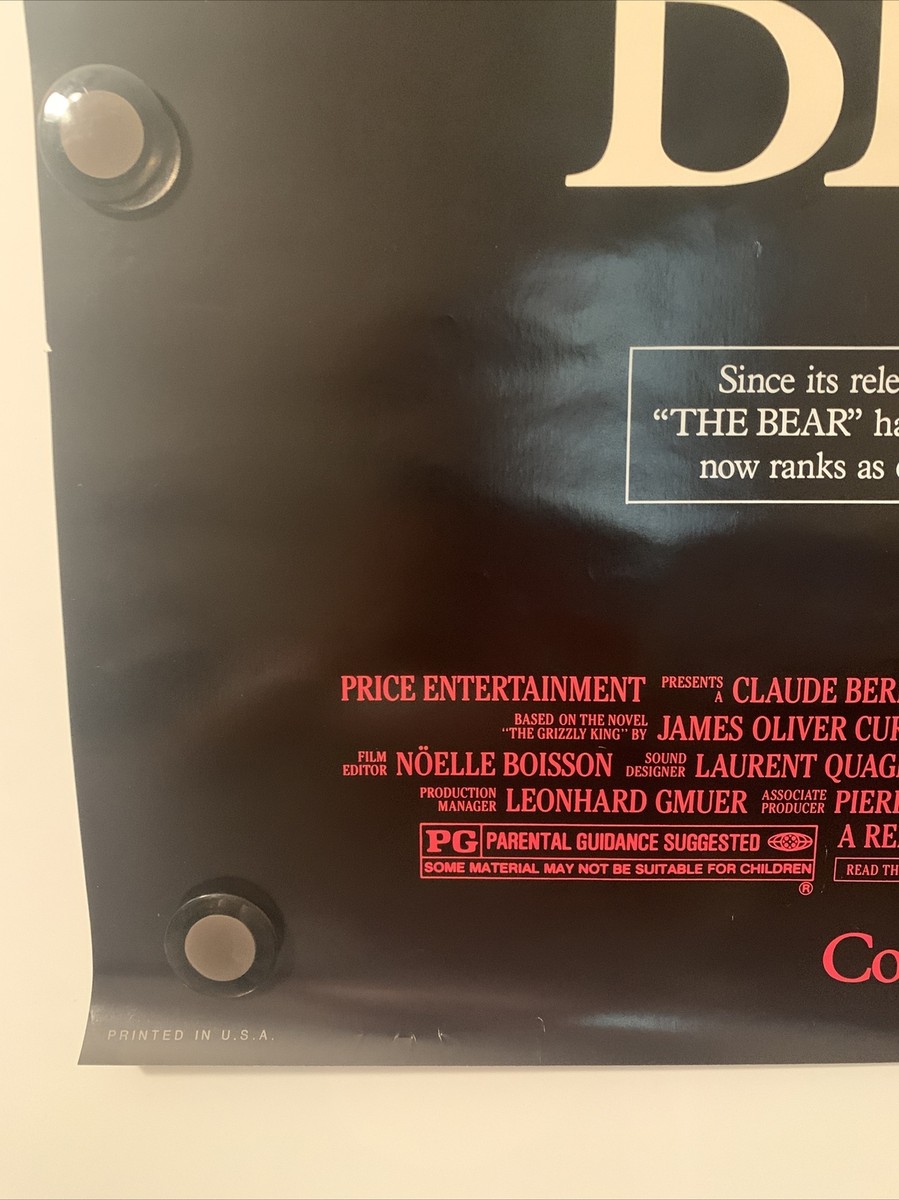 Since its rele
“THE BEAR” ha
now ranks as
PRICE ENTERTAINMENT PRESENTS A CLAUDE BER
BASED ON THE NOVEL "THE GRIZZLY KING" BY JAMES OLIVER CUR
FILM EDITOR NÖELLE BOISSON SOUND DESIGNER LAURENT QUAG
PRODUCTION MANAGER LEONHARD GMUER ASSOCIATE PRODUCER PIER
PG PARENTAL GUIDANCE SUGGESTED A RE
SOME MATERIAL MAY NOT BE SUITABLE FOR CHILDREN READ TH
®
Co
PRINTED IN U.S.A.